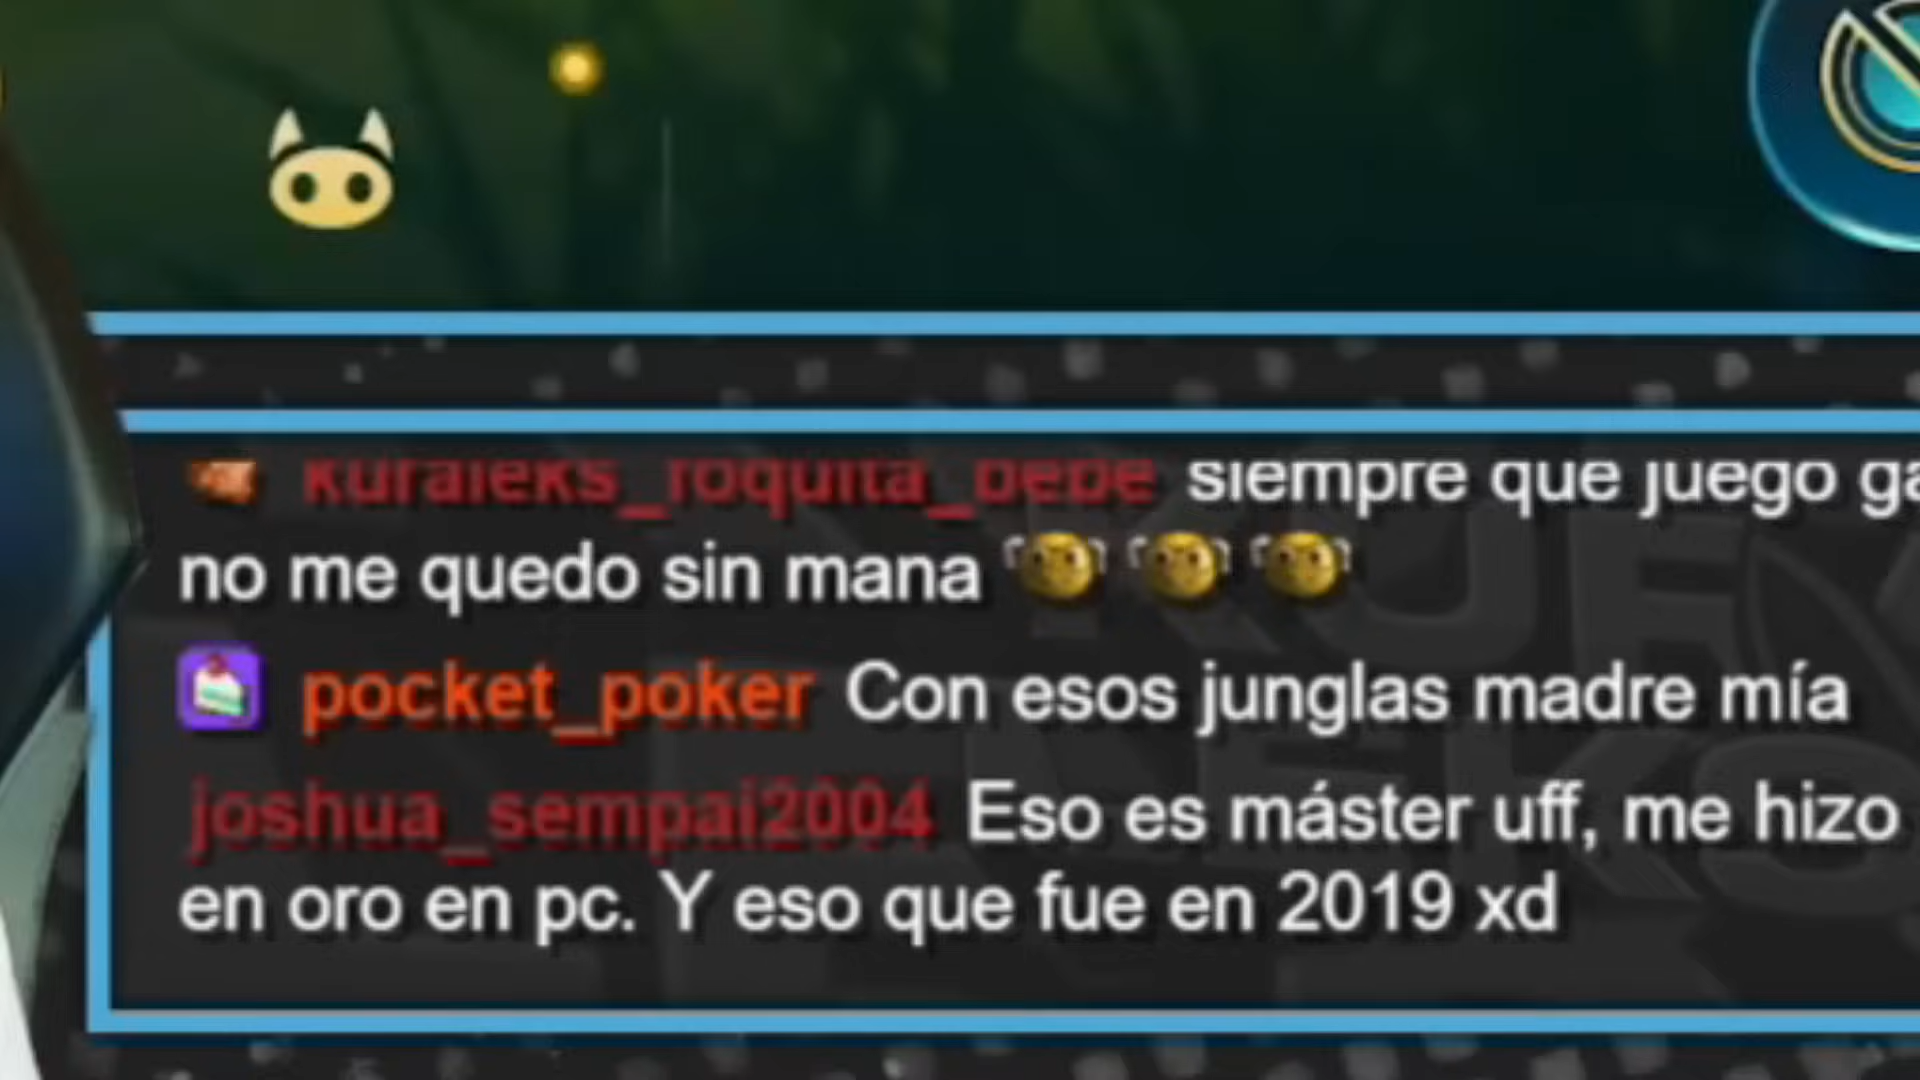 kuraleks_roquita_bebe siempre que juego
no me quedo sin mana
pocket_poker Con esos junglas madre mía
joshua_sempai2004 Eso es máster uff, me hizo
en oro en pc. Y eso que fue en 2019 xd